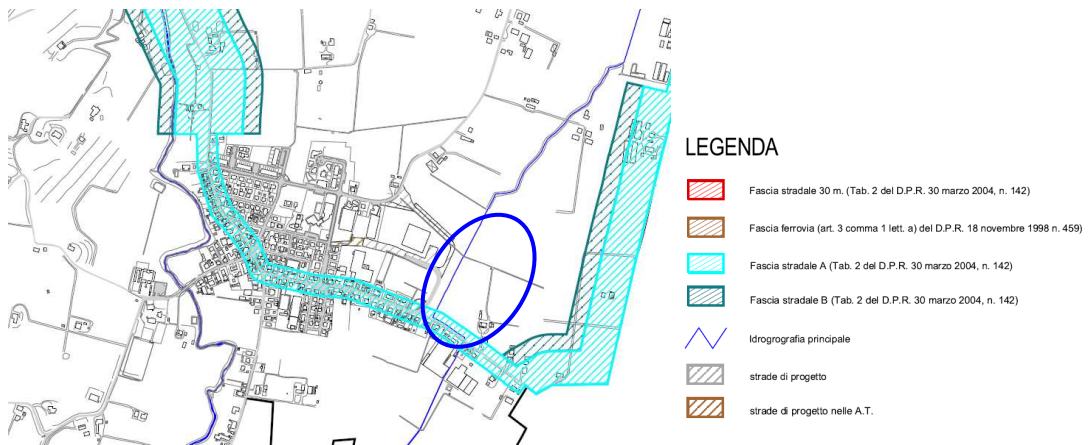 LEGENDA
Fascia stradale 30 m. (Tab. 2 del D.P.R. 30 marzo 2004, n. 142)
Fascia ferrovia (art. 3 comma 1 lett. a) del D.P.R. 18 novembre 1998 n. 459)
Fascia stradale A (Tab. 2 del D.P.R. 30 marzo 2004, n. 142)
Fascia stradale B (Tab. 2 del D.P.R. 30 marzo 2004, n. 142)
Idrogrografia principale
strade di progetto
strade di progetto nelle A.T.